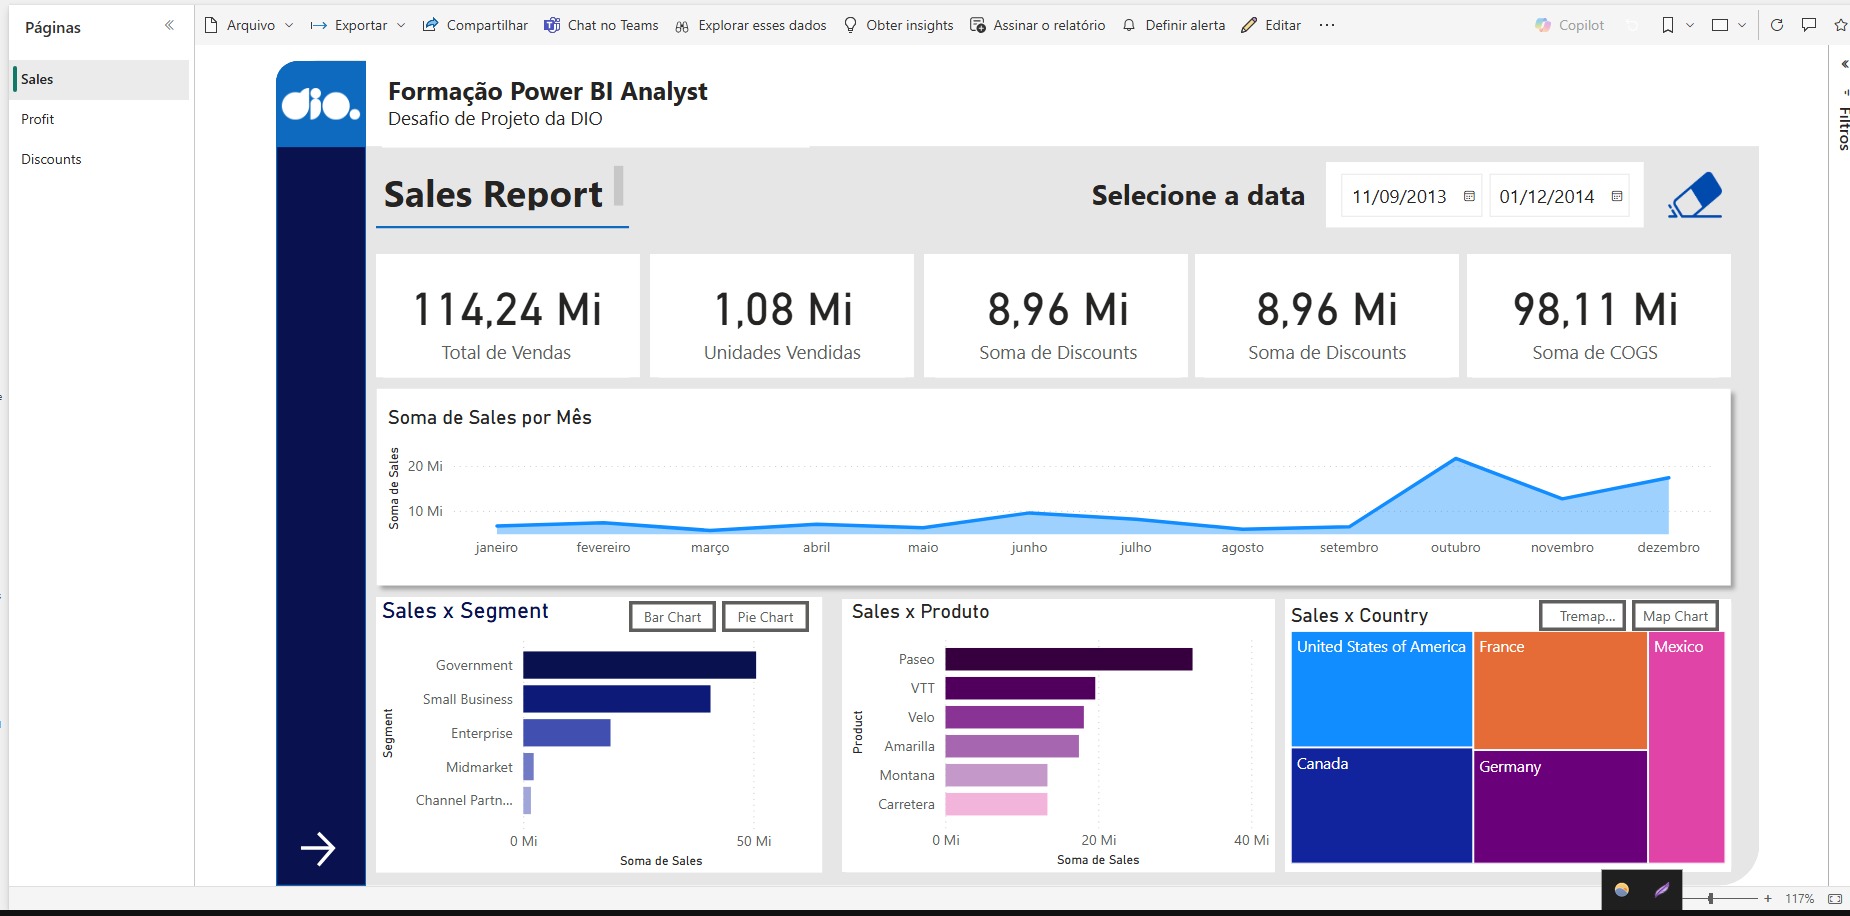 Páginas
Sales
Profit
Discounts
Arquivo
Exportar
Compartilhar
Chat no Teams
Explorar esses dados
Obter insights
Assinar o relatório
Definir alerta
Editar
Copilot
Filtros
dio.
Formação Power BI Analyst
Desafio de Projeto da DIO
Sales Report
Selecione a data
11/09/2013
01/12/2014
114,24 Mi
Total de Vendas
1,08 Mi
Unidades Vendidas
8,96 Mi
Soma de Discounts
8,96 Mi
Soma de Discounts
98,11 Mi
Soma de COGS
Soma de Sales por Mês
Soma de Sales
20 Mi
10 Mi
janeiro
fevereiro
março
abril
maio
junho
julho
agosto
setembro
outubro
novembro
dezembro
Sales x Segment
Bar Chart
Pie Chart
Segment
Government
Small Business
Enterprise
Midmarket
Channel Partn...
0 Mi
50 Mi
Soma de Sales
Sales x Produto
Product
Paseo
VTT
Velo
Amarilla
Montana
Carretera
0 Mi
20 Mi
40 Mi
Soma de Sales
Sales x Country
Tremap...
Map Chart
United States of America
France
Mexico
Canada
Germany
117%